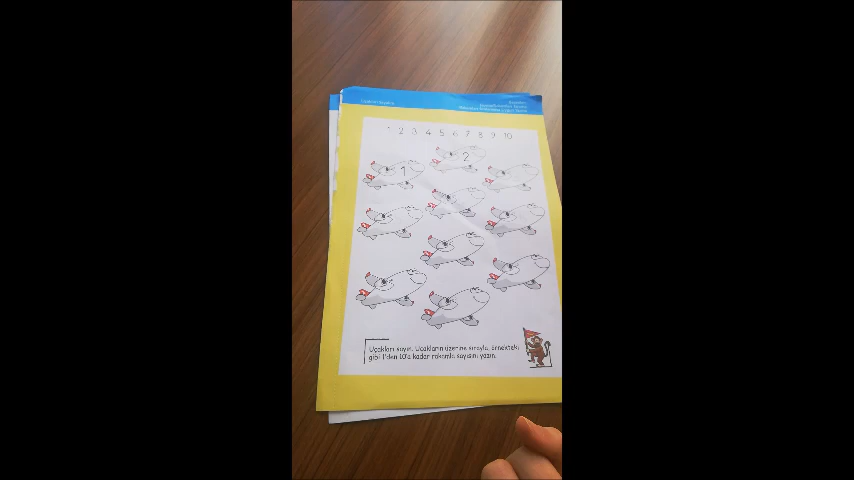 1 2 3 4 5 6 7 8 9 10
2
1
Uçakları sayın. Uçakların üzerine sırayla, örnekteki
gibi 1'den 10'a kadar rakamla sayısını yazın.